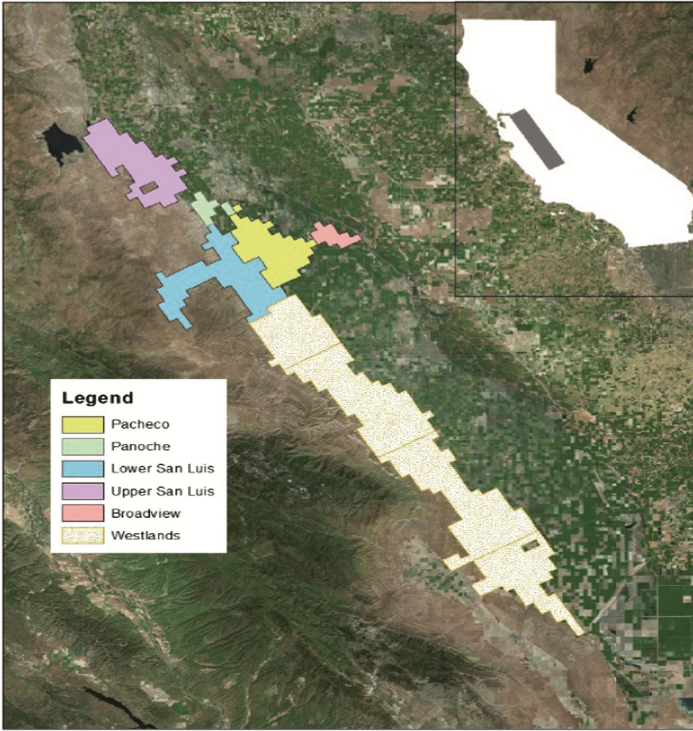 Legend
Pacheco
Panoche
Lower San Luis
Upper San Luis
Broadview
Westlands